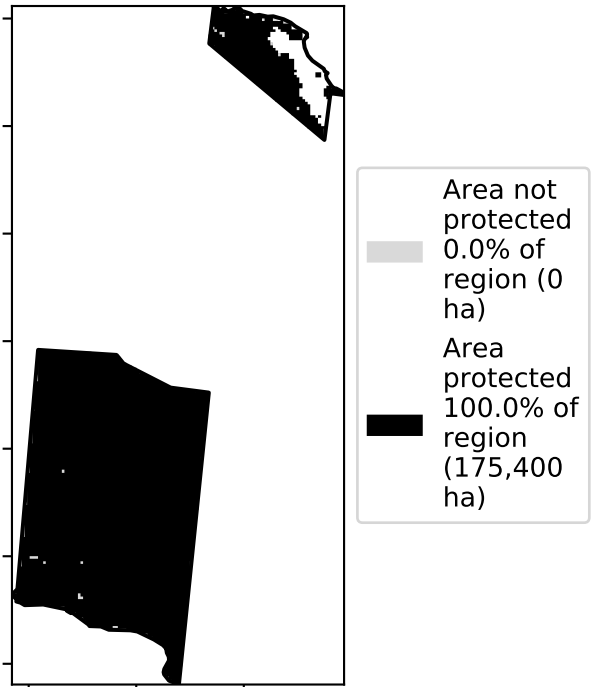 Area not
protected
0.0% of
region (0
ha)
Area
protected
100.0% of
region
(175,400
ha)